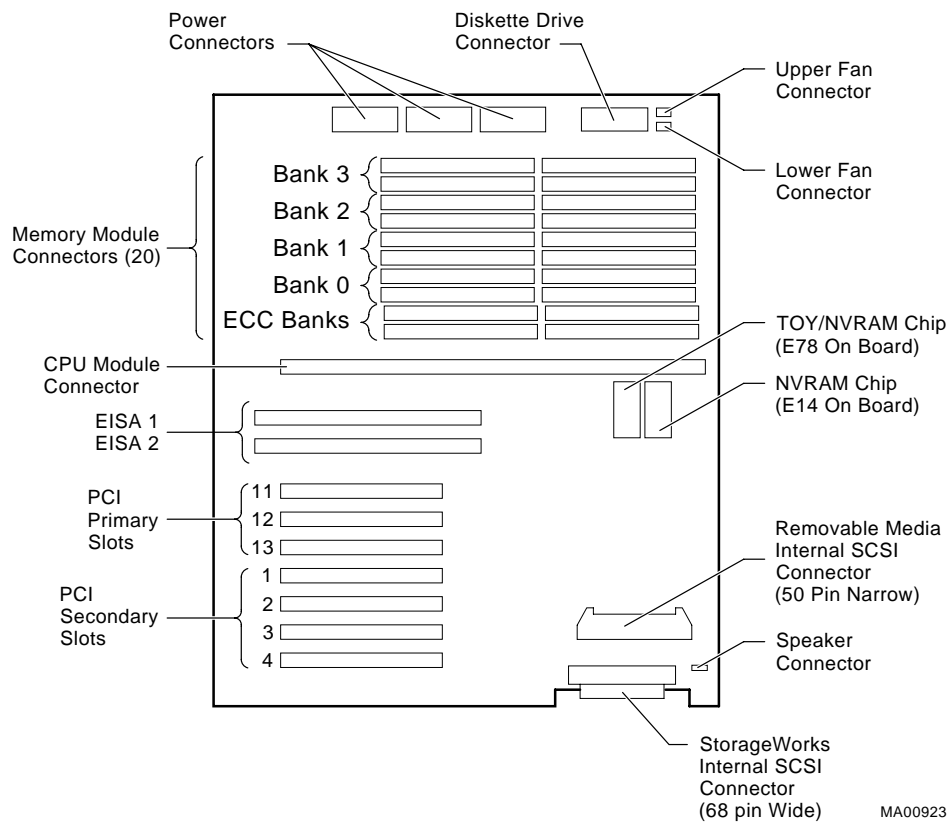 Power
Connectors
Diskette Drive
Connector
Upper Fan
Connector
Lower Fan
Connector
Bank 3
Bank 2
Bank 1
Bank 0
ECC Banks
Memory Module
Connectors (20)
TOY/NVRAM Chip
(E78 On Board)
CPU Module
Connector
NVRAM Chip
(E14 On Board)
EISA 1
EISA 2
PCI
Primary
Slots
11
12
13
PCI
Secondary
Slots
1
2
3
4
Removable Media
Internal SCSI
Connector
(50 Pin Narrow)
Speaker
Connector
StorageWorks
Internal SCSI
Connector
(68 pin Wide)
MA00923